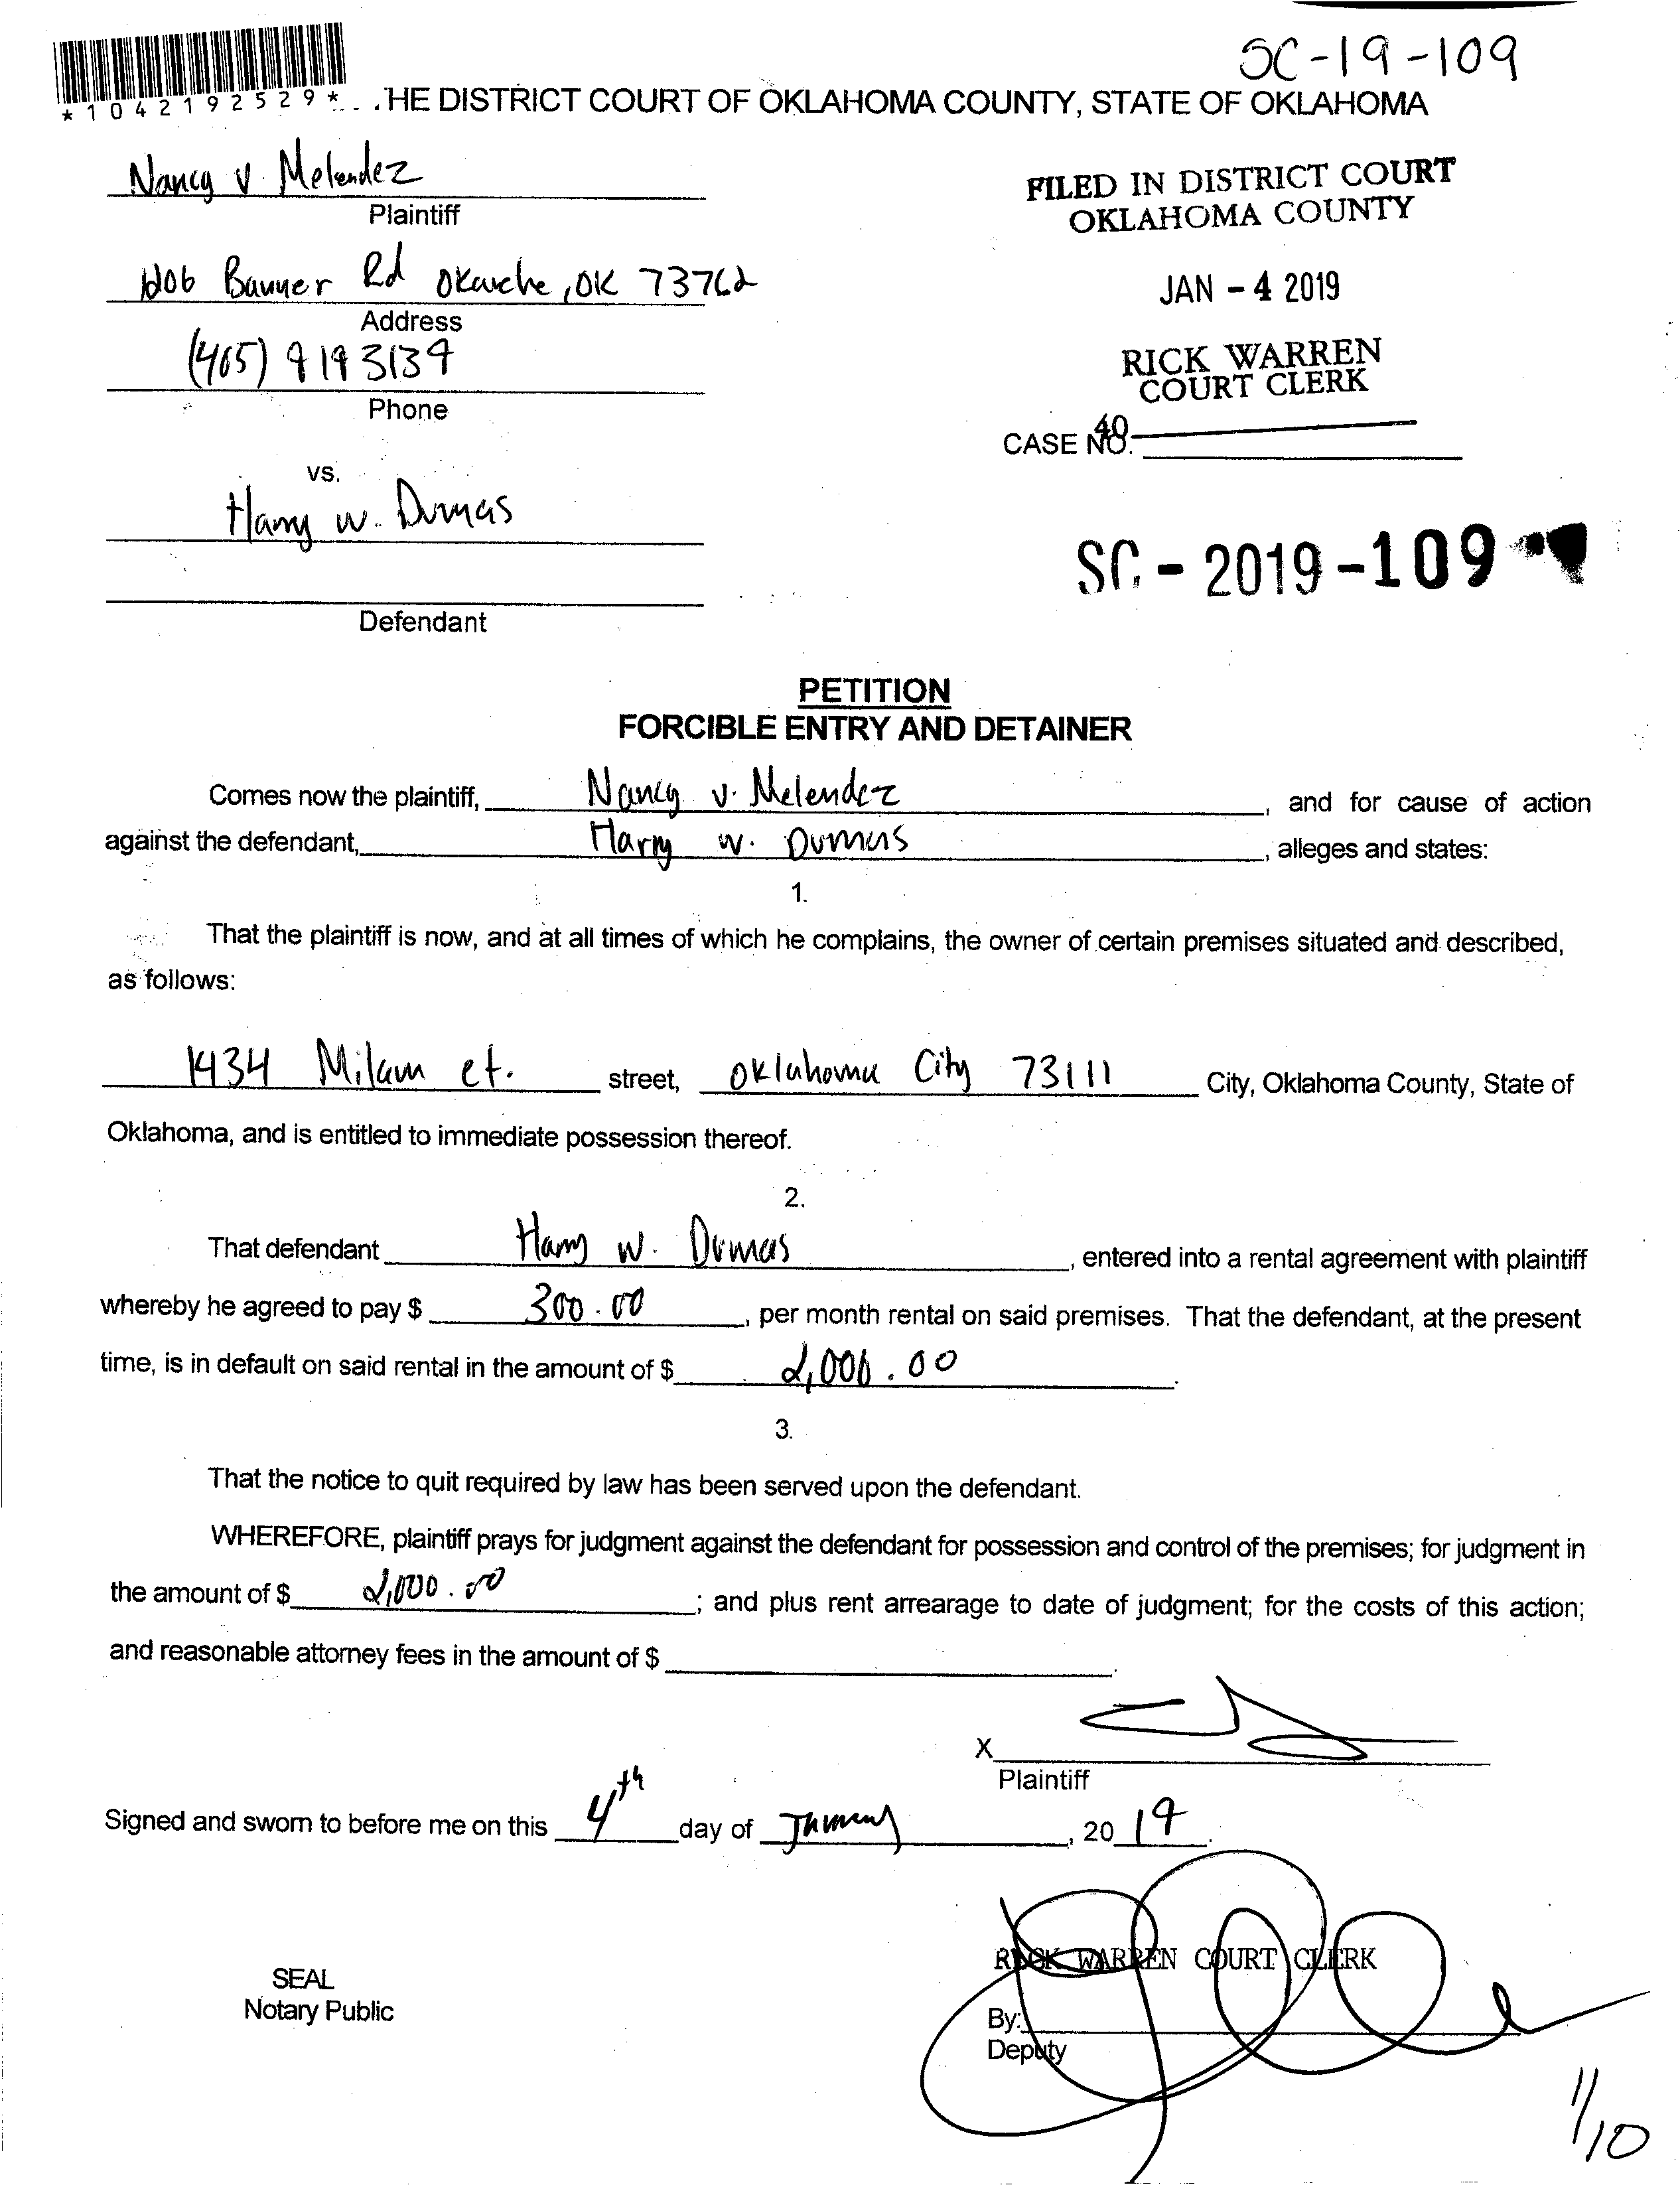 SC-19-109
*1042192529*
HE DISTRICT COURT OF OKLAHOMA COUNTY, STATE OF OKLAHOMA
Nancy V. Melendez
Plaintiff
FILED IN DISTRICT COURT
OKLAHOMA COUNTY
Banner Rd Okarche, OK 73762
Address
JAN - 4 2019
(405) 919 3139
Phone
RICK WARREN
COURT CLERK
40
CASE NO.
vs.
Harry W. Dumas
Defendant
SC - 2019 - 109
PETITION
FORCIBLE ENTRY AND DETAINER
Comes now the plaintiff, Nancy V. Melendez, and for cause of action
against the defendant, Harry W. Dumas, alleges and states:
1.
That the plaintiff is now, and at all times of which he complains, the owner of certain premises situated and described,
as follows:
1434 Milam ct. street, Oklahoma City 73111 City, Oklahoma County, State of
Oklahoma, and is entitled to immediate possession thereof.
2.
That defendant Harry W. Dumas, entered into a rental agreement with plaintiff
whereby he agreed to pay $ 300.00, per month rental on said premises. That the defendant, at the present
time, is in default on said rental in the amount of $ 2,000.00.
3.
That the notice to quit required by law has been served upon the defendant.
WHEREFORE, plaintiff prays for judgment against the defendant for possession and control of the premises; for judgment in
the amount of $ 2,000.00; and plus rent arrearage to date of judgment; for the costs of this action;
and reasonable attorney fees in the amount of $
X
Plaintiff
Signed and sworn to before me on this 4th day of January, 2019.
RICK WARREN COURT CLERK
SEAL
Notary Public
By:
Deputy
1/10